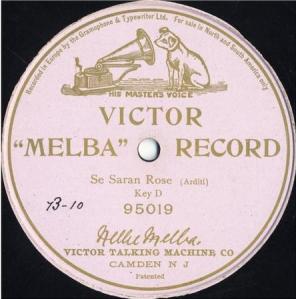 Recorded in Europe by the Gramophone & Typewriter Ltd. For sale in North and South America only
HIS MASTER'S VOICE
VICTOR
"MELBA" RECORD
Se Saran Rose (Arditi)
Key D
95019
73-10
Nellie Melba.
VICTOR TALKING MACHINE CO
CAMDEN N J
Patented